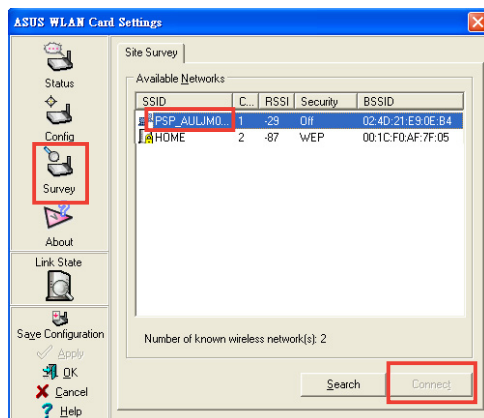 ASUS WLAN Card Settings
Status
Config
Survey
About
Link State
Save Configuration
Apply
OK
Cancel
Help
Site Survey
Available Networks
SSID C... RSSI Security BSSID
PSP_AULJM0... 1 -29 Off 02:4D:21:E9:0E:B4
HOME 2 -87 WEP 00:1C:F0:AF:7F:05
Number of known wireless network(s): 2
Search Connect